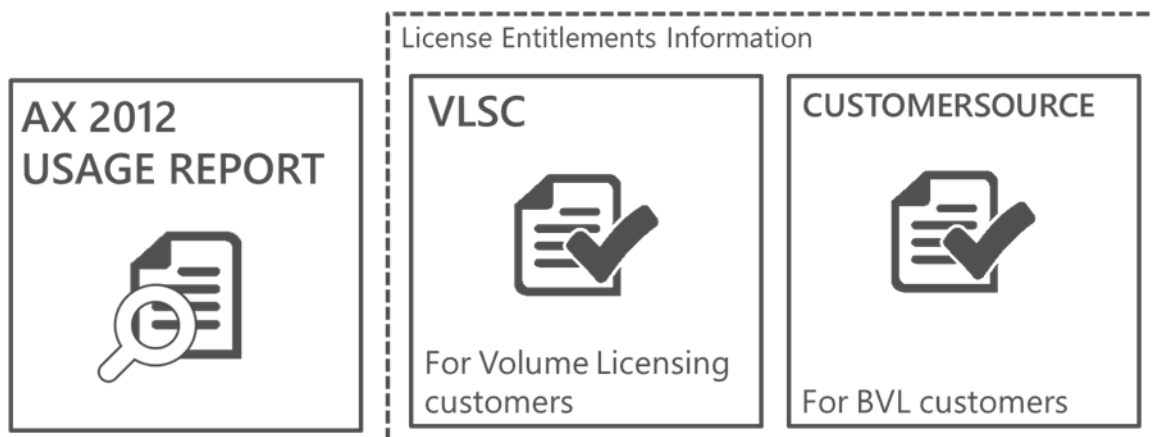 License Entitlements Information
AX 2012
USAGE REPORT
VLSC
For Volume Licensing
customers
CUSTOMERSOURCE
For BVL customers